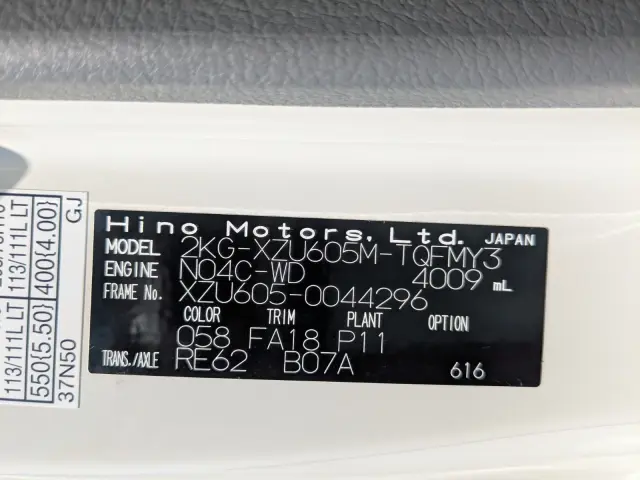 Hino Motors, Ltd. JAPAN
MODEL 2KG-XZU605M-TQFMY3
ENGINE N04C-WD 4009 mL
FRAME No. XZU605-0044296
COLOR TRIM PLANT OPTION
058 FA18 P11
TRANS./AXLE RE62 B07A 616
113/111L LT 113/111 LT
550{5.50} 400{4.00}
37N50 GJ